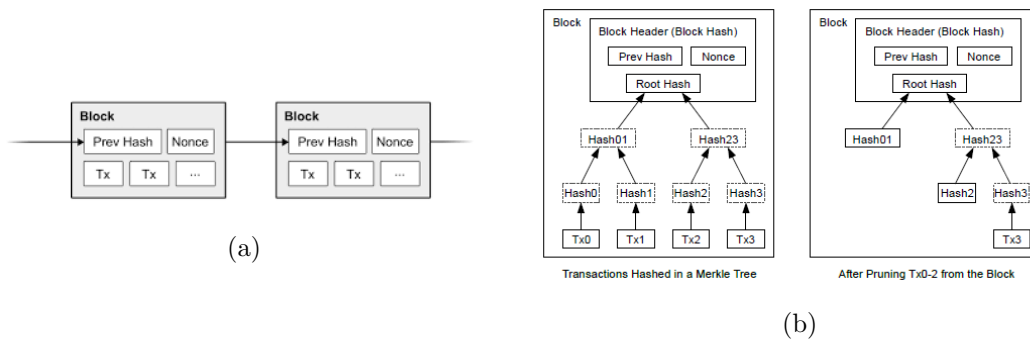 Block
Prev Hash Nonce
Tx Tx ...
Block
Prev Hash Nonce
Tx Tx ...
(a)
Block
Block Header (Block Hash)
Prev Hash Nonce
Root Hash
Hash01 Hash23
Hash0 Hash1 Hash2 Hash3
Tx0 Tx1 Tx2 Tx3
Transactions Hashed in a Merkle Tree
Block
Block Header (Block Hash)
Prev Hash Nonce
Root Hash
Hash01 Hash23
Hash2 Hash3
Tx3
After Pruning Tx0-2 from the Block
(b)